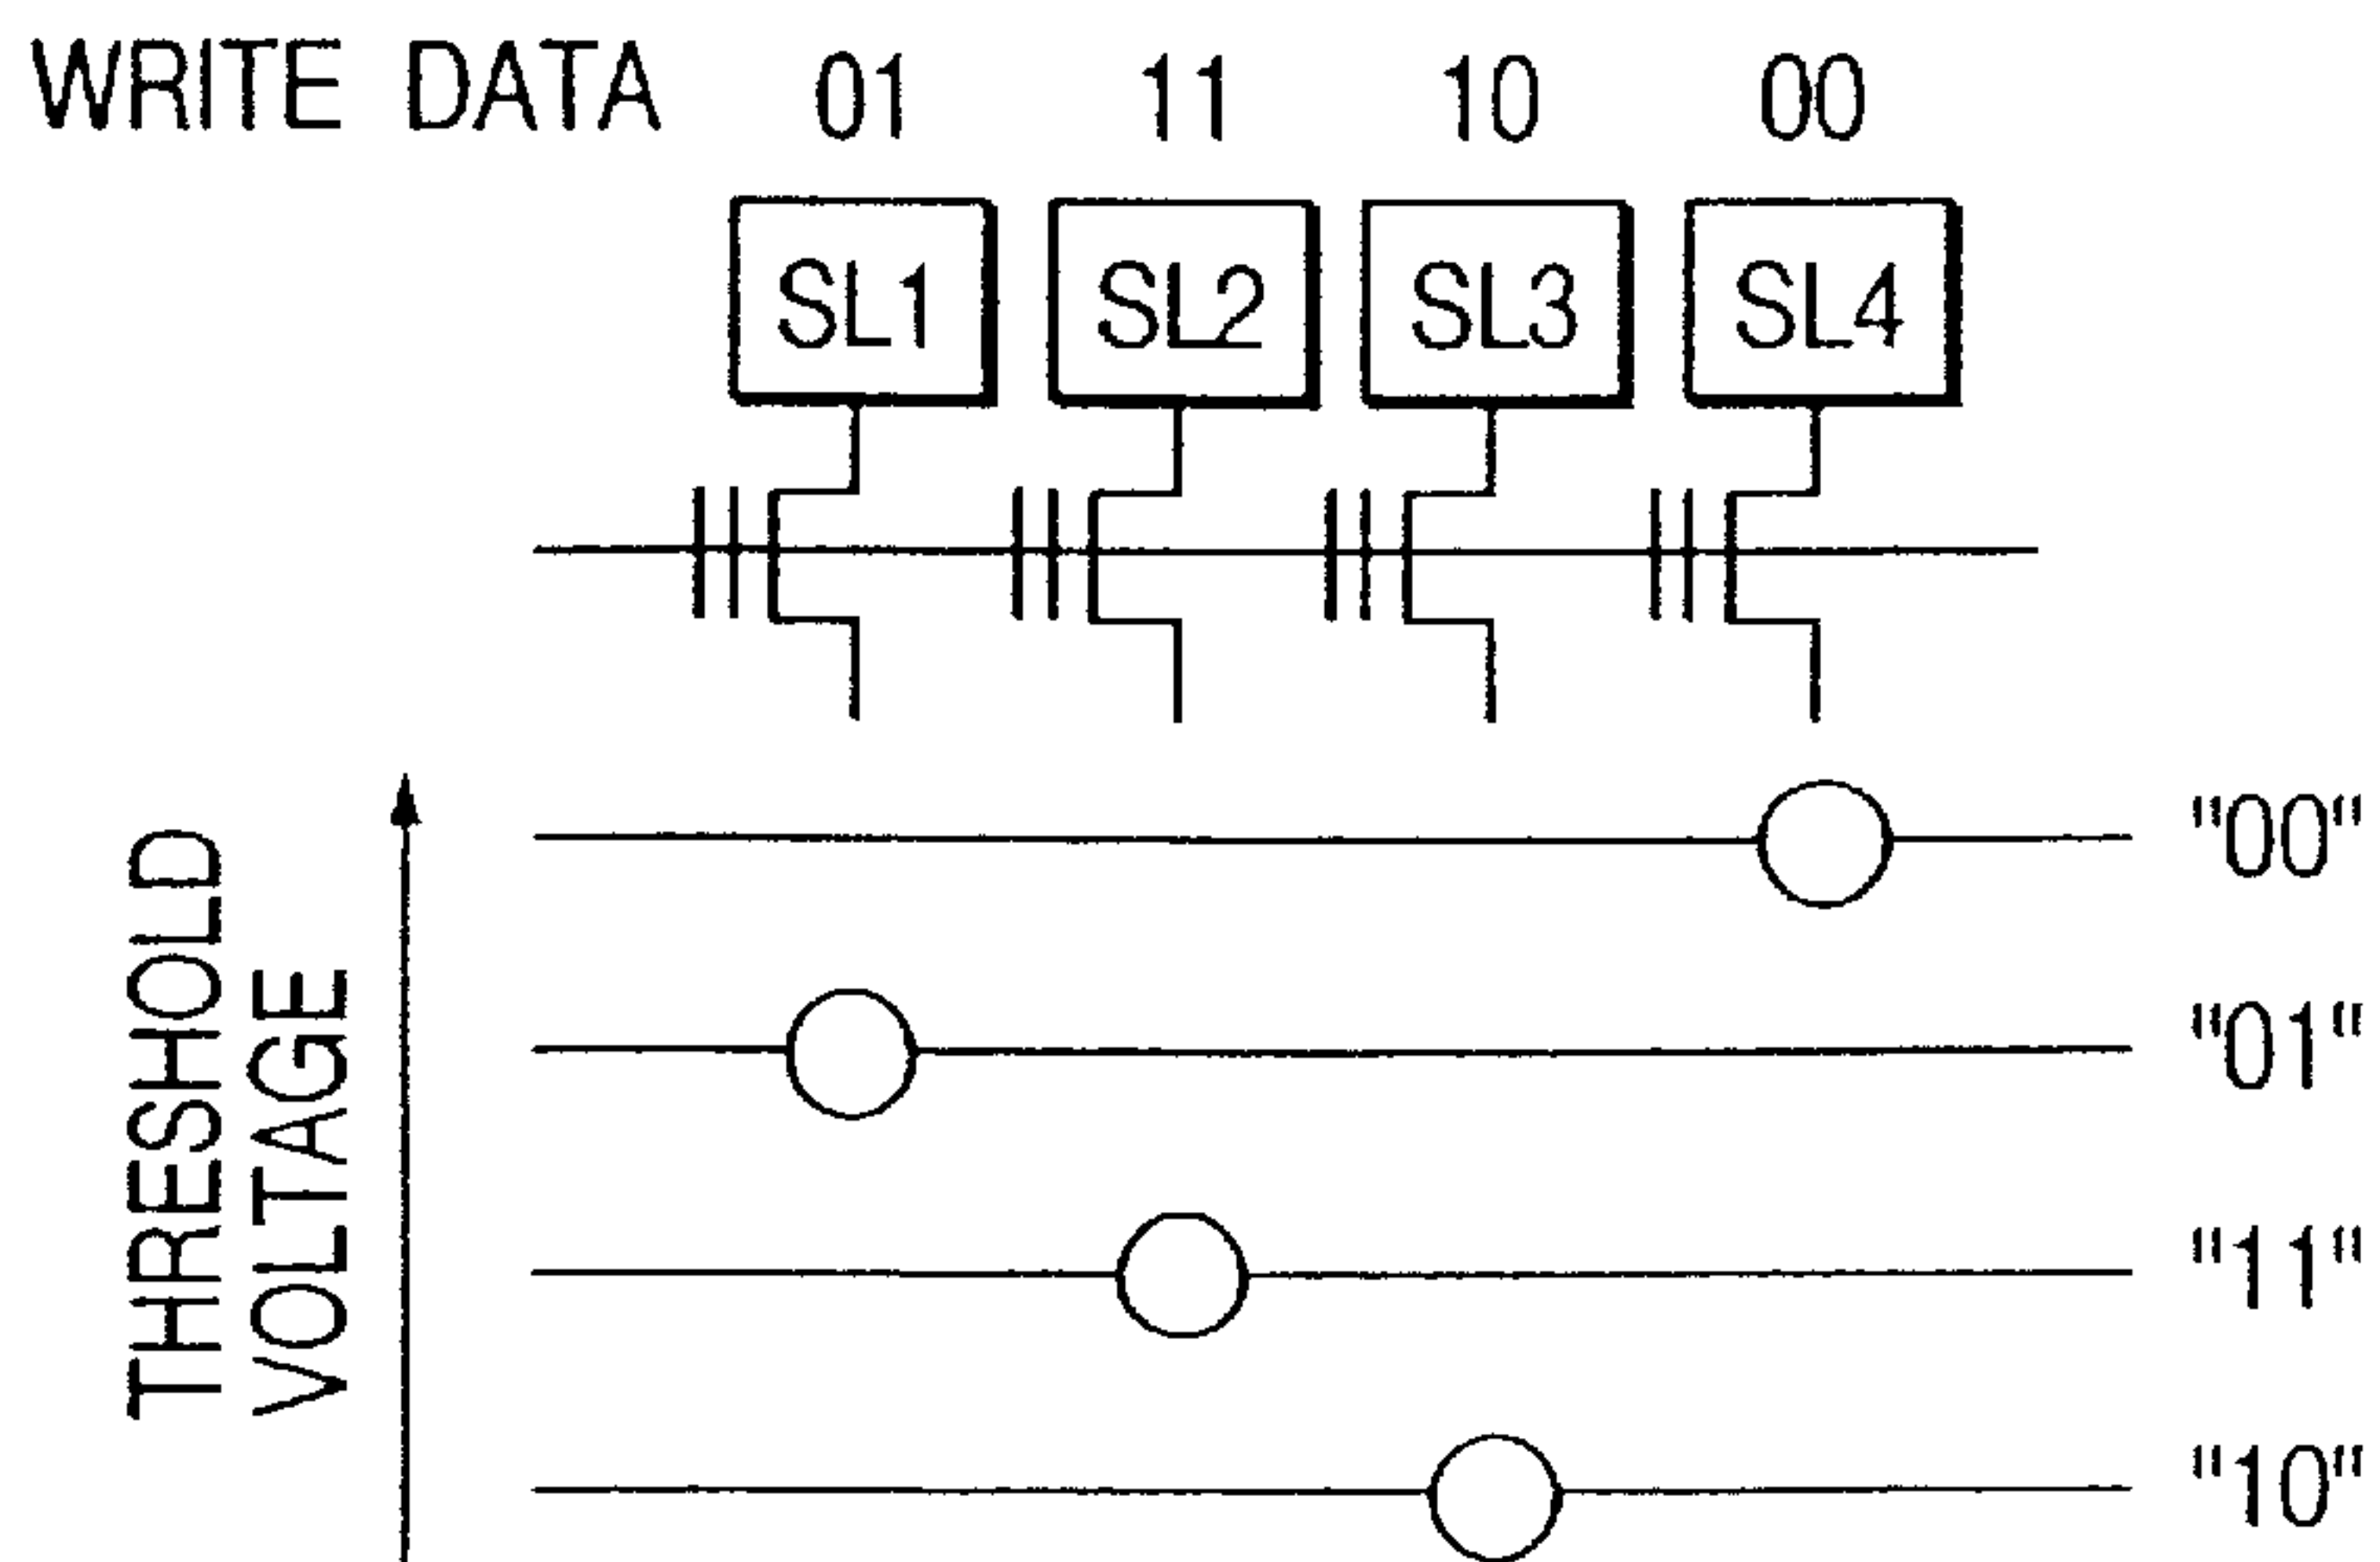 WRITE DATA 01 11 10 00
SL1 SL2 SL3 SL4
THRESHOLD
VOLTAGE
"00"
"01"
"11"
"10"